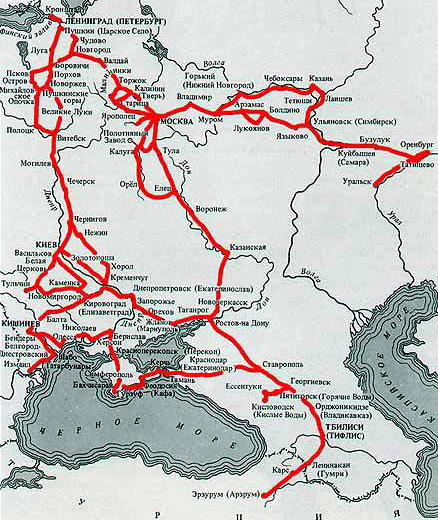 Кронштадт
ЛЕНИНГРАД (ПЕТЕРБУРГ)
Финский залив
Пушкин (Царское Село)
Чудово
Луга
Новгород
Валдай
Волга
Боровичи
Псков
Порхов
Остров
Новоржев
Михайловское
Пушкинские горы
Опочка
Великие Луки
Торжок
Калинин
(Тверь)
Старица
Ярополец
МОСКВА
Полотняный
Завод
Калуга
Тула
Горький
(Нижний Новгород)
Владимир
Муром
Чебоксары
Казань
Арзамас
Тетюши
Лаишев
Болдино
Лукоянов
Языково
Ульяновск (Симбирск)
Бузулук
Оренбург
Куйбышев
(Самара)
Татищево
Уральск
Урал
Полоцк
Витебск
Могилев
Чечерск
Днепр
Орёл
Елец
Дон
Воронеж
Казанская
Чернигов
Нежин
КИЕВ
Васильков
Белая
Церковь
Золотоноша
Хорол
Кременчуг
Тульчин
Каменка
Новомиргород
Днепропетровск (Екатеринослав)
Новочеркасск
Дон
Волга
Кировоград
(Елизаветград)
Запорожье
Орехов
Таганрог
Балта
Жданов
(Мариуполь)
Ростов-на Дону
КИШИНЕВ
Николаев
Одесса
Берислав
Херсон
Бендеры
Белгород-
Днестровский
Измаил
Татарбунары
Красноперекопск
(Перекоп)
Керчь
Краснодар
(Екатеринодар)
Ставрополь
Симферополь
Феодосия
(Кафа)
Тамань
Бахчисарай
Гурзуф
Ессентуки
Георгиевск
Пятигорск (Горячие Воды)
Кисловодск
(Кислые Воды)
Орджоникидзе
(Владикавказ)
ТБИЛИСИ
(ТИФЛИС)
Ленинакан
(Гумри)
Карс
Эрзурум (Арзрум)
ЧЕРНОЕ МОРЕ
КАСПИЙСКОЕ МОРЕ
У Р Ц И Я